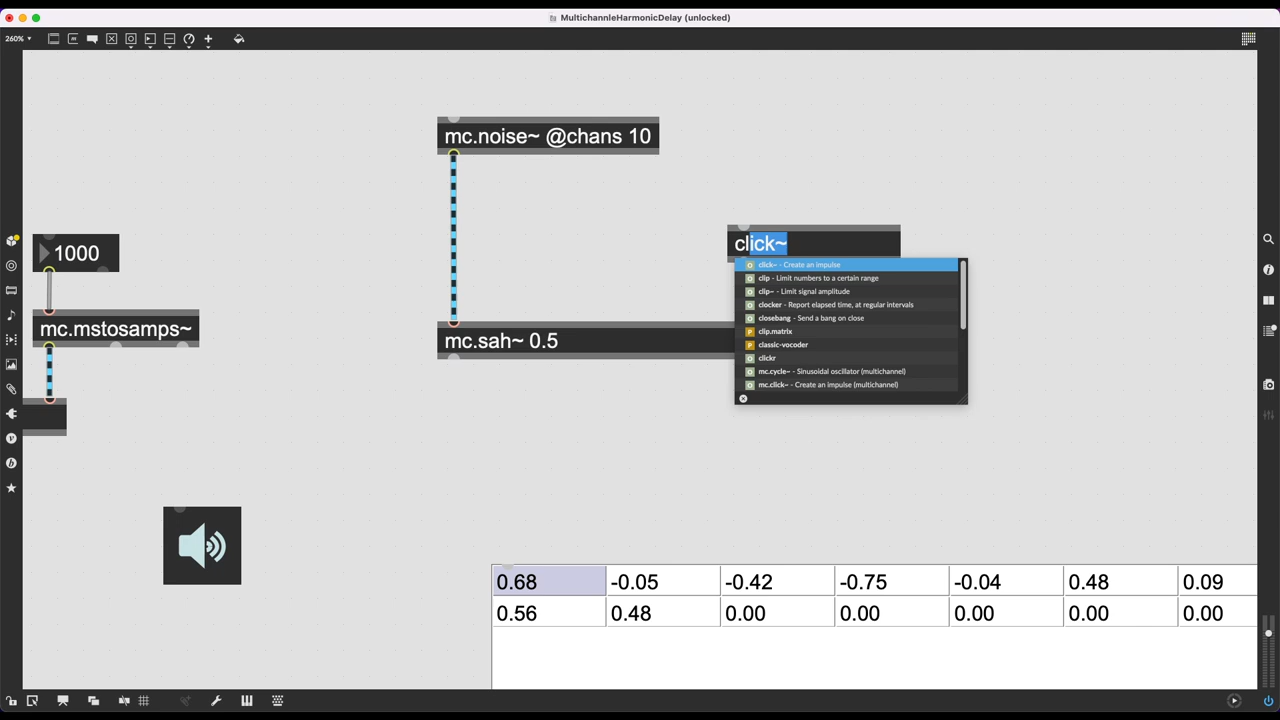 MultichannleHarmonicDelay (unlocked)
260%
mc.noise~ @chans 10
click~
1000
click~ - Create an impulse
clip - Limit numbers to a certain range
clip~ - Limit signal amplitude
clocker - Report elapsed time, at regular intervals
closebang - Send a bang on close
clip.matrix
classic-vocoder
clickr
mc.cycle~ - Sinusoidal oscillator (multichannel)
mc.click~ - Create an impulse (multichannel)
mc.mstosamps~
mc.sah~ 0.5
0.68 -0.05 -0.42 -0.75 -0.04 0.48 0.09
0.56 0.48 0.00 0.00 0.00 0.00 0.00